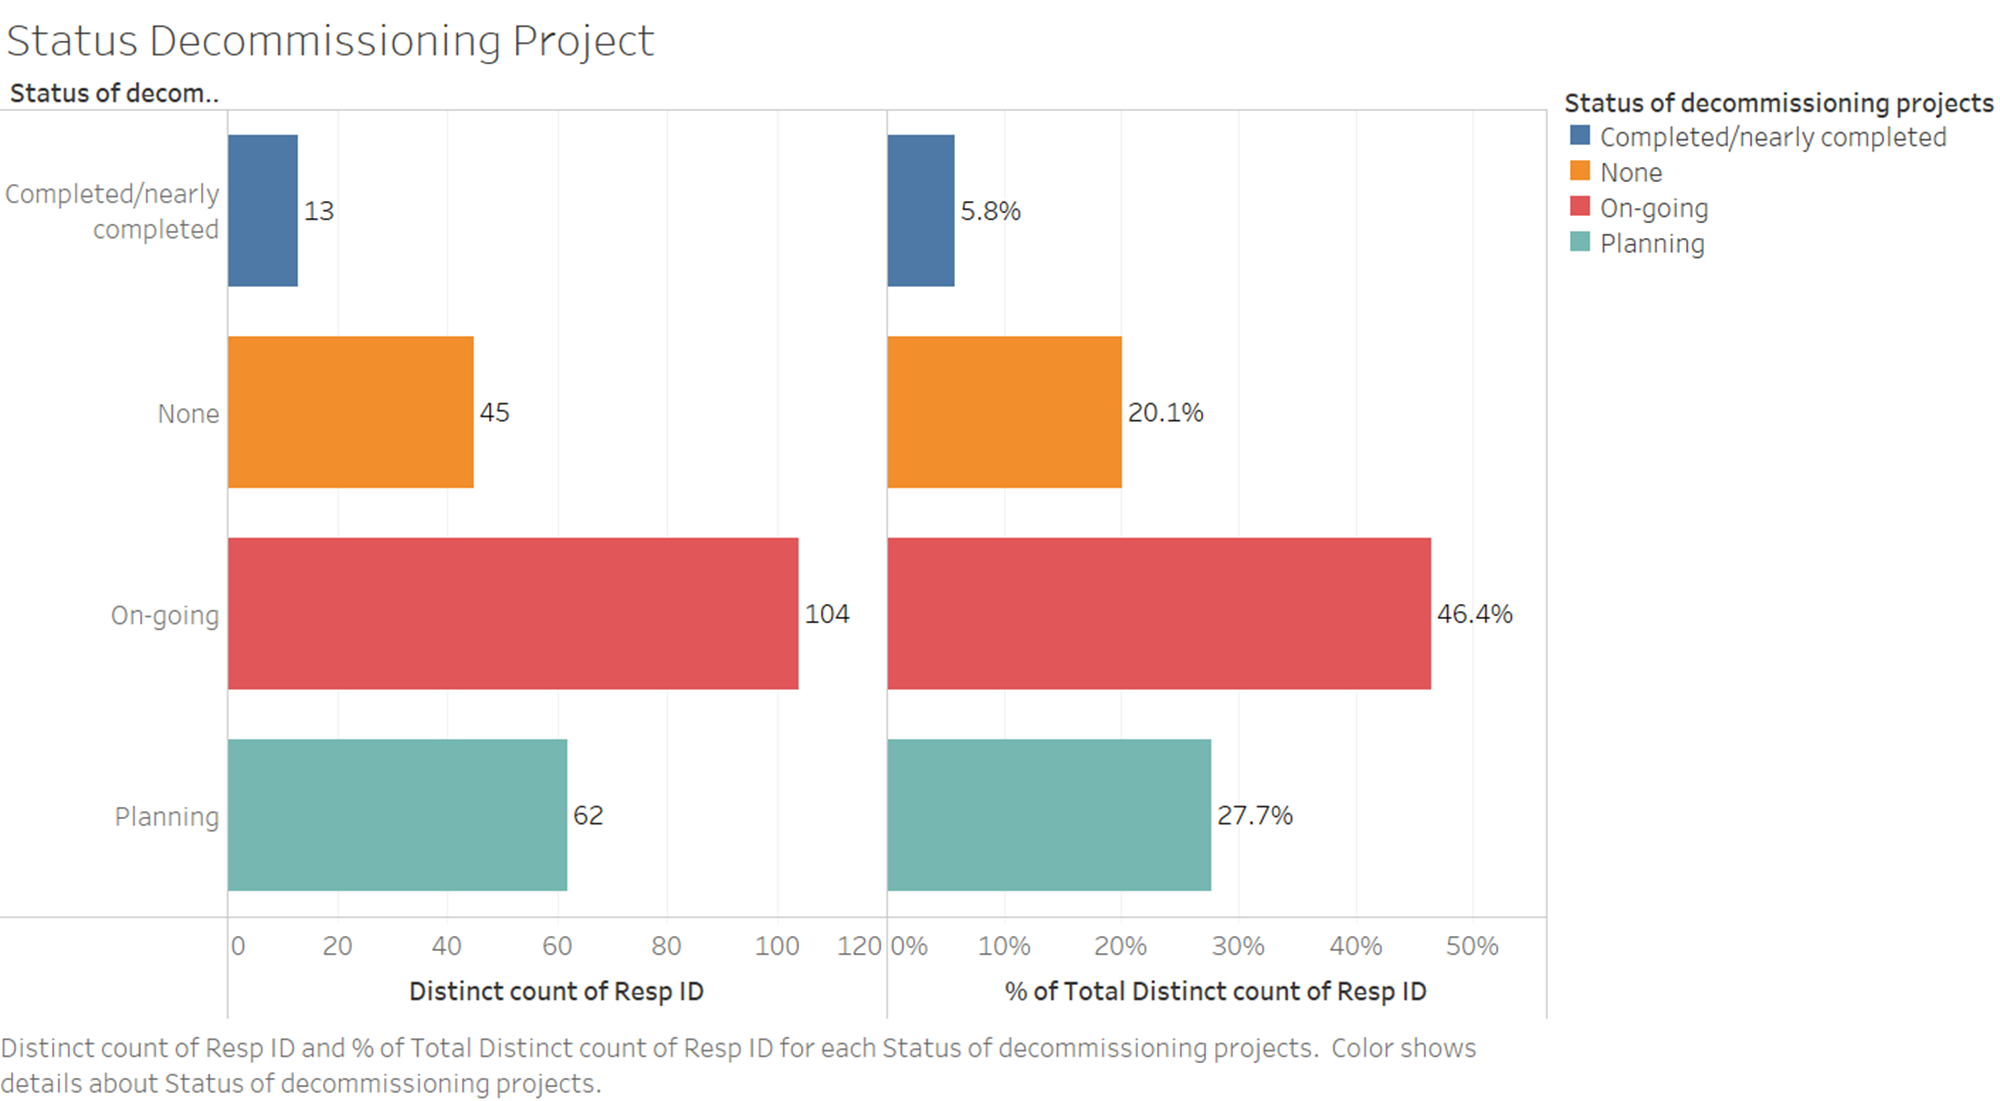 Status Decommissioning Project
Status of decom..
Completed/nearly
completed
13
5.8%
None
45
20.1%
On-going
104
46.4%
Planning
62
27.7%
0 20 40 60 80 100 120 0% 10% 20% 30% 40% 50%
Distinct count of Resp ID
% of Total Distinct count of Resp ID
Status of decommissioning projects
Completed/nearly completed
None
On-going
Planning
Distinct count of Resp ID and % of Total Distinct count of Resp ID for each Status of decommissioning projects. Color shows
details about Status of decommissioning projects.